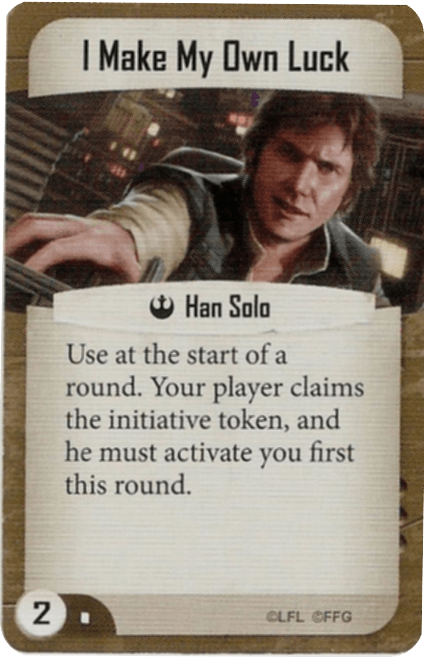 I Make My Own Luck
Han Solo
Use at the start of a
round. Your player claims
the initiative token, and
he must activate you first
this round.
2
©LFL ©FFG